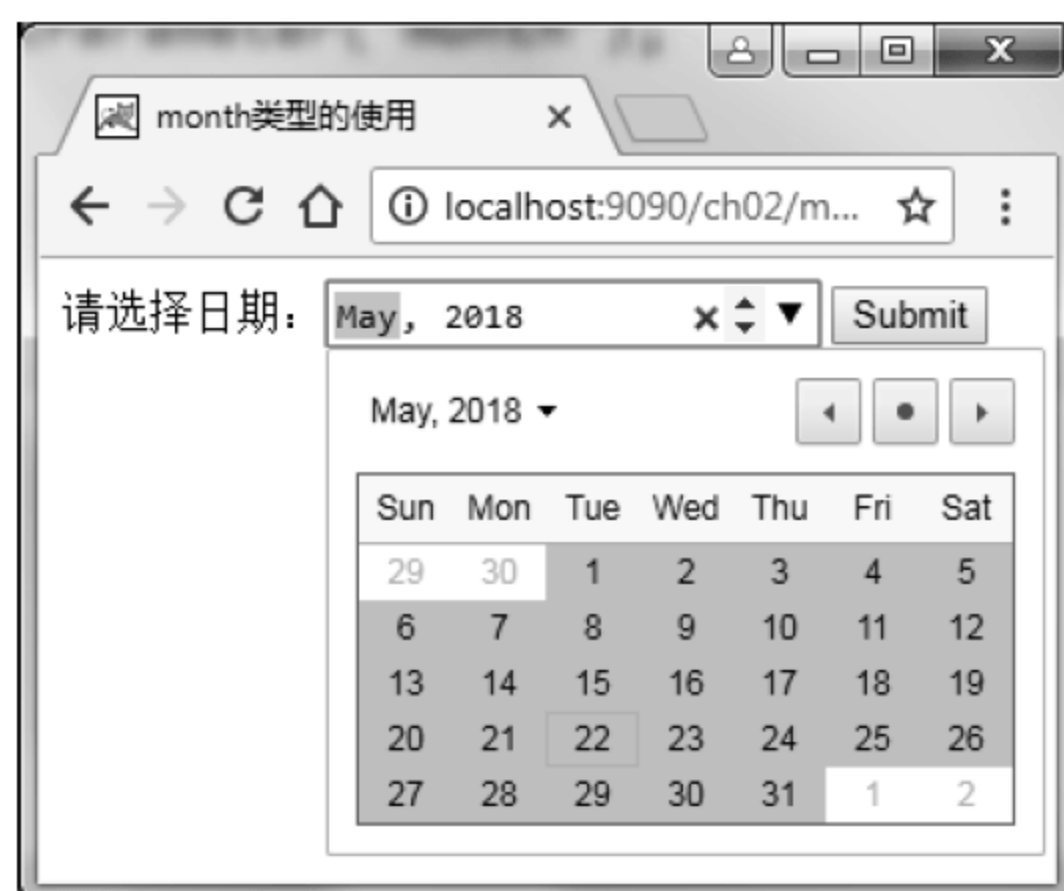 month类型的使用
localhost:9090/ch02/m...
请选择日期： May, 2018 Submit
May, 2018
Sun Mon Tue Wed Thu Fri Sat
29 30 1 2 3 4 5
6 7 8 9 10 11 12
13 14 15 16 17 18 19
20 21 22 23 24 25 26
27 28 29 30 31 1 2